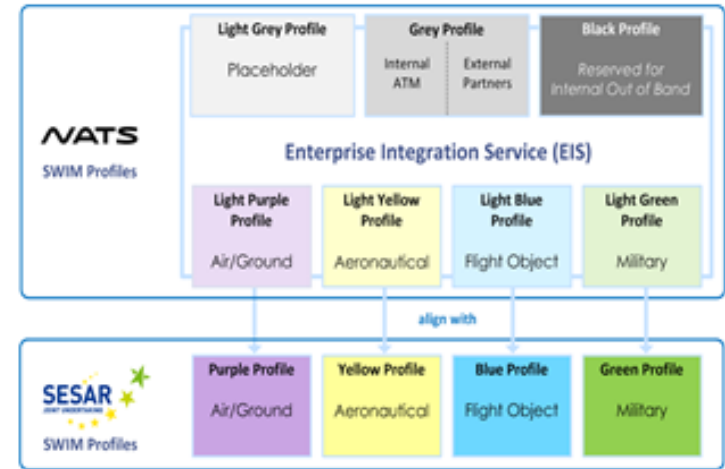 Light Grey Profile
Placeholder
Grey Profile
Internal
ATM
External
Partners
Black Profile
Reserved for
Internal Out of Band
NATS
SWIM Profiles
Enterprise Integration Service (EIS)
Light Purple
Profile
Air/Ground
Light Yellow
Profile
Aeronautical
Light Blue
Profile
Flight Object
Light Green
Profile
Military
align with
SESAR
JOINT UNDERTAKING
SWIM Profiles
Purple Profile
Air/Ground
Yellow Profile
Aeronautical
Blue Profile
Flight Object
Green Profile
Military